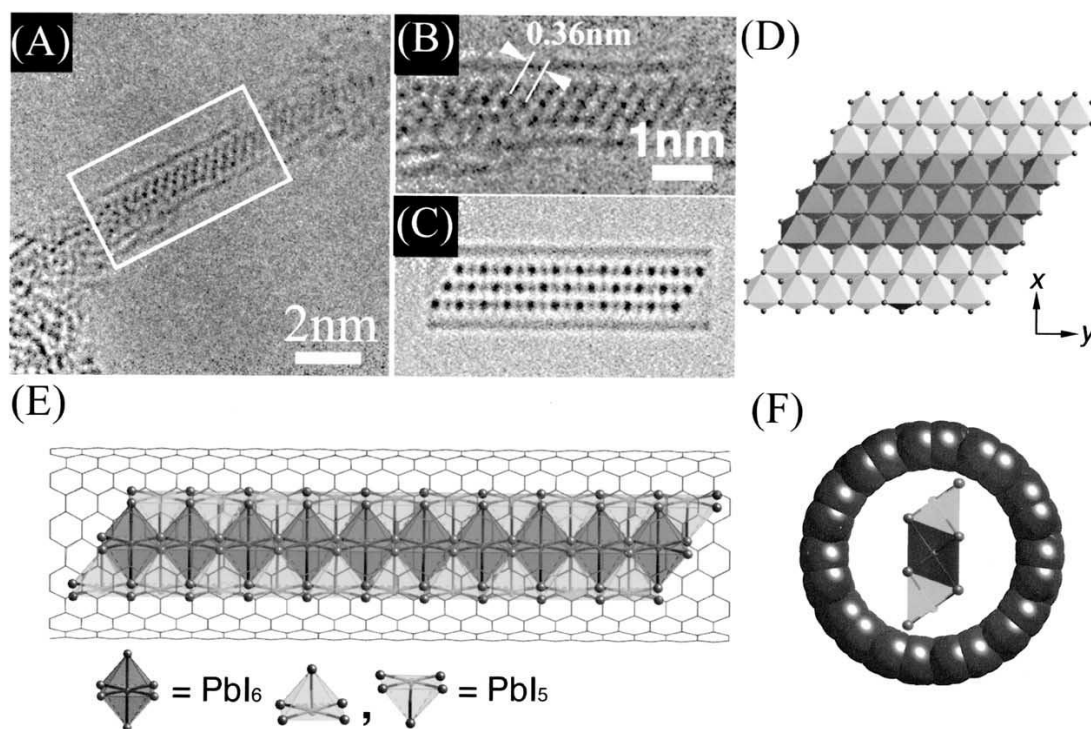 (A)
2nm
(B)
0.36nm
1nm
(C)
(D)
x
y
(E)
= PbI6
,
= PbI5
(F)